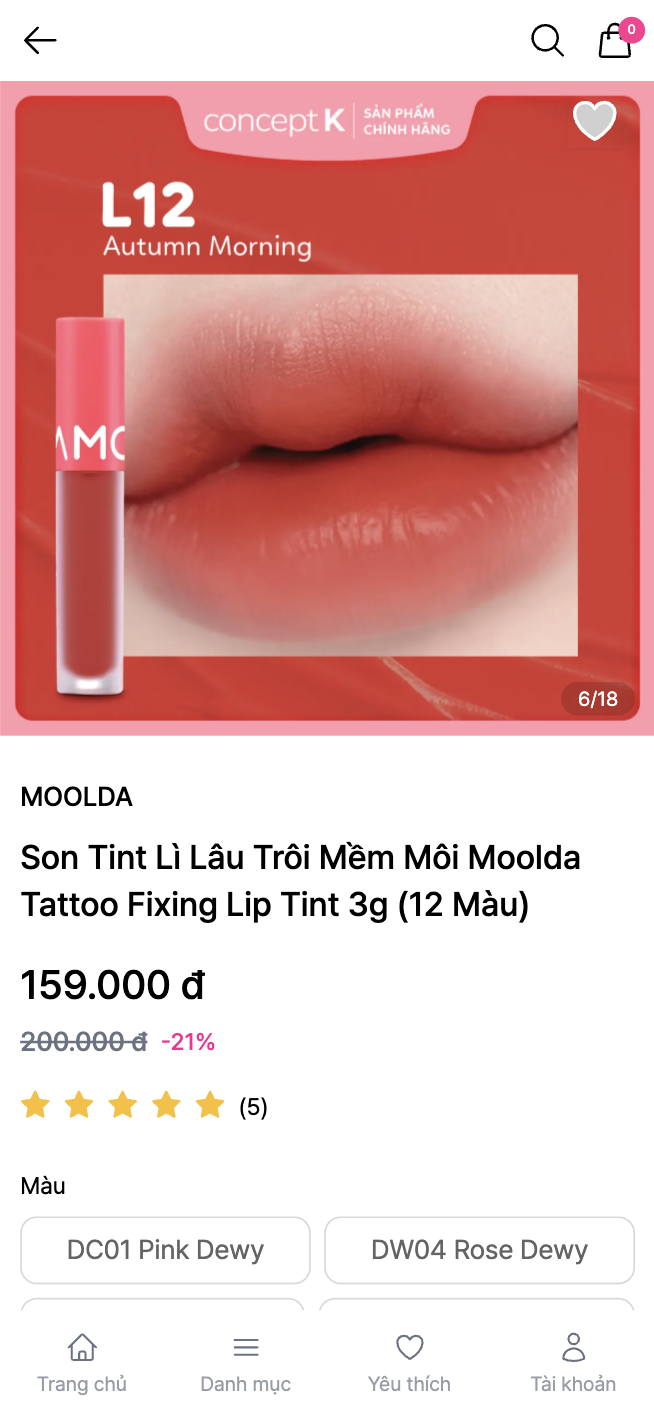 0
concept K
SẢN PHẨM
CHÍNH HÃNG
L12
Autumn Morning
6/18
MOOLDA
Son Tint Lì Lâu Trôi Mềm Môi Moolda
Tattoo Fixing Lip Tint 3g (12 Màu)
159.000 đ
200.000 đ -21%
(5)
Màu
DC01 Pink Dewy
DW04 Rose Dewy
Trang chủ
Danh mục
Yêu thích
Tài khoản